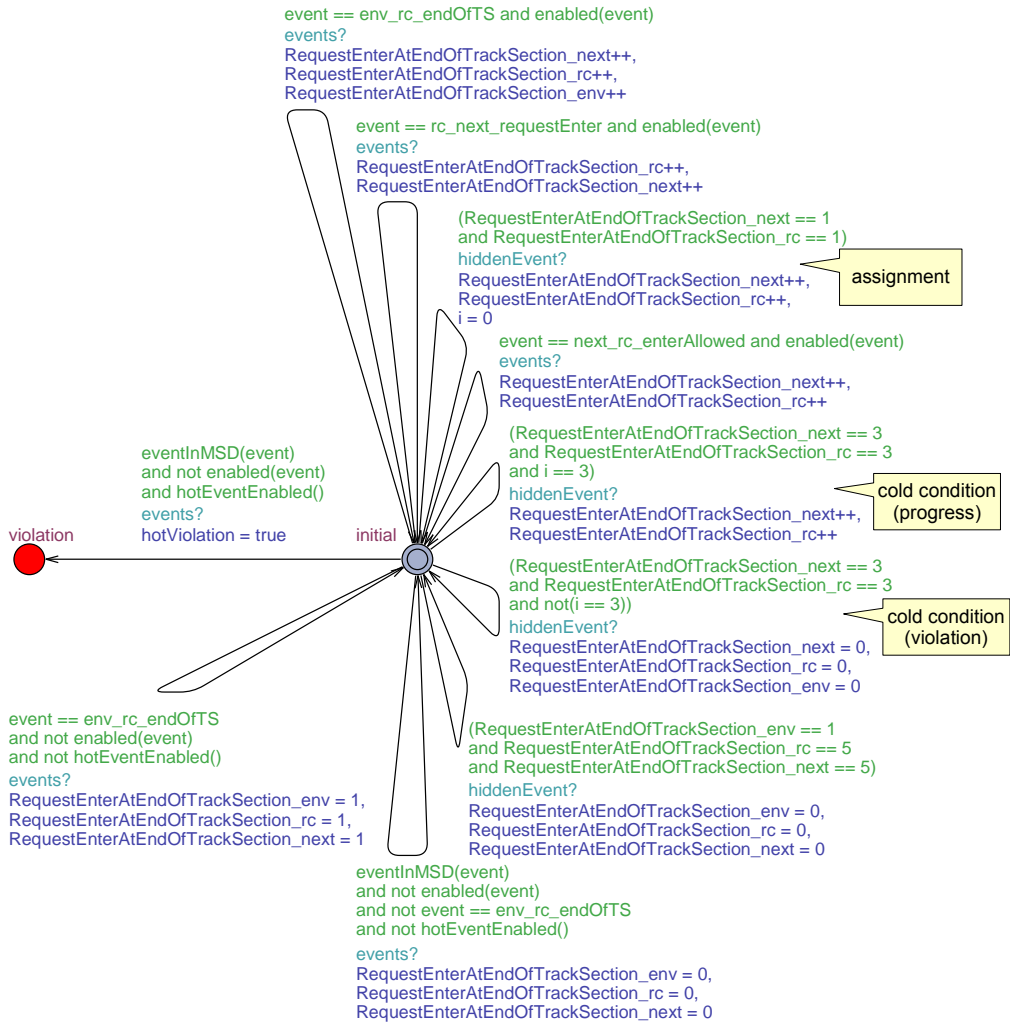 event == env_rc_endOfTS and enabled(event)
events?
RequestEnterAtEndOfTrackSection_next++,
RequestEnterAtEndOfTrackSection_rc++,
RequestEnterAtEndOfTrackSection_env++
event == rc_next_requestEnter and enabled(event)
events?
RequestEnterAtEndOfTrackSection_rc++,
RequestEnterAtEndOfTrackSection_next++
(RequestEnterAtEndOfTrackSection_next == 1
and RequestEnterAtEndOfTrackSection_rc == 1)
hiddenEvent?
RequestEnterAtEndOfTrackSection_next++,
RequestEnterAtEndOfTrackSection_rc++,
i = 0
assignment
event == next_rc_enterAllowed and enabled(event)
events?
RequestEnterAtEndOfTrackSection_next++,
RequestEnterAtEndOfTrackSection_rc++
(RequestEnterAtEndOfTrackSection_next == 3
and RequestEnterAtEndOfTrackSection_rc == 3
and i == 3)
hiddenEvent?
RequestEnterAtEndOfTrackSection_next++,
RequestEnterAtEndOfTrackSection_rc++
cold condition
(progress)
eventInMSD(event)
and not enabled(event)
and hotEventEnabled()
events?
hotViolation = true
violation
initial
(RequestEnterAtEndOfTrackSection_next == 3
and RequestEnterAtEndOfTrackSection_rc == 3
and not(i == 3))
hiddenEvent?
RequestEnterAtEndOfTrackSection_next = 0,
RequestEnterAtEndOfTrackSection_rc = 0,
RequestEnterAtEndOfTrackSection_env = 0
cold condition
(violation)
event == env_rc_endOfTS
and not enabled(event)
and not hotEventEnabled()
events?
RequestEnterAtEndOfTrackSection_env = 1,
RequestEnterAtEndOfTrackSection_rc = 1,
RequestEnterAtEndOfTrackSection_next = 1
(RequestEnterAtEndOfTrackSection_env == 1
and RequestEnterAtEndOfTrackSection_rc == 5
and RequestEnterAtEndOfTrackSection_next == 5)
hiddenEvent?
RequestEnterAtEndOfTrackSection_env = 0,
RequestEnterAtEndOfTrackSection_rc = 0,
RequestEnterAtEndOfTrackSection_next = 0
eventInMSD(event)
and not enabled(event)
and not event == env_rc_endOfTS
and not hotEventEnabled()
events?
RequestEnterAtEndOfTrackSection_env = 0,
RequestEnterAtEndOfTrackSection_rc = 0,
RequestEnterAtEndOfTrackSection_next = 0